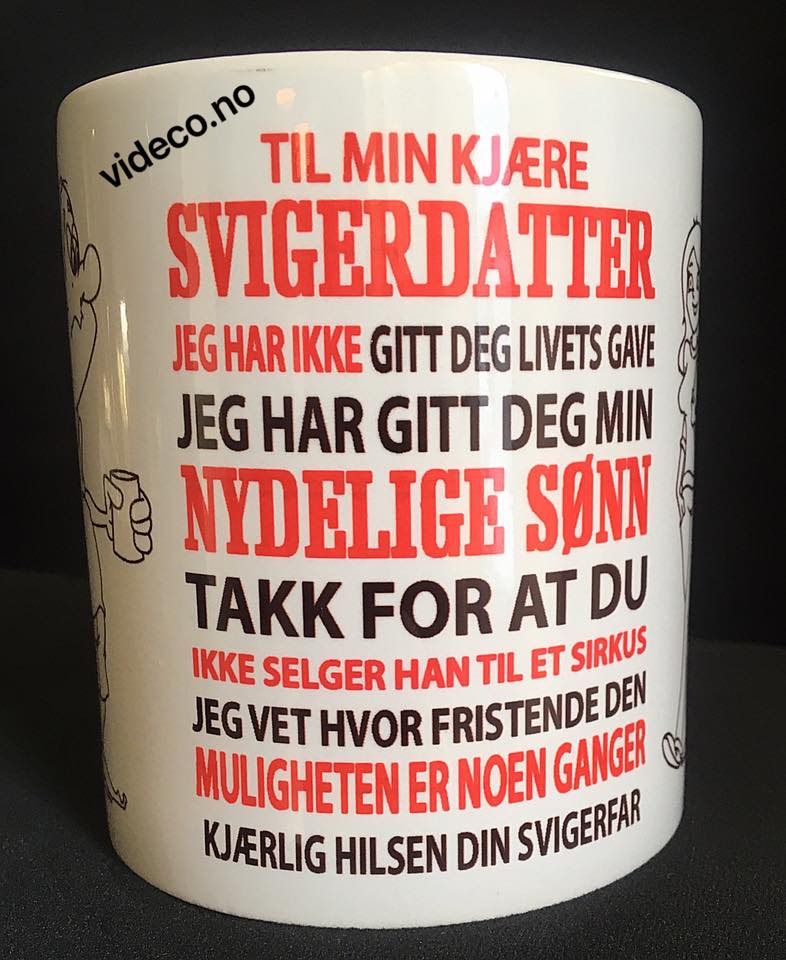 videco.no
TIL MIN KJÆRE
SVIGERDATTER
JEG HAR IKKE GITT DEG LIVETS GAVE
JEG HAR GITT DEG MIN
NYDELIGE SØNN
TAKK FOR AT DU
IKKE SELGER HAN TIL ET SIRKUS
JEG VET HVOR FRISTENDE DEN
MULIGHETEN ER NOEN GANGER
KJÆRLIG HILSEN DIN SVIGERFAR